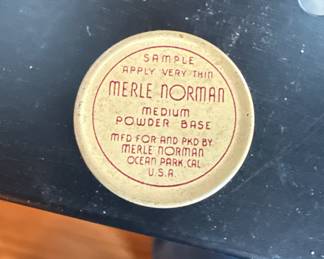 SAMPLE
APPLY VERY THIN
MERLE NORMAN
MEDIUM
POWDER BASE
MFD FOR AND PKD BY
MERLE NORMAN
OCEAN PARK, CAL
U.S.A.